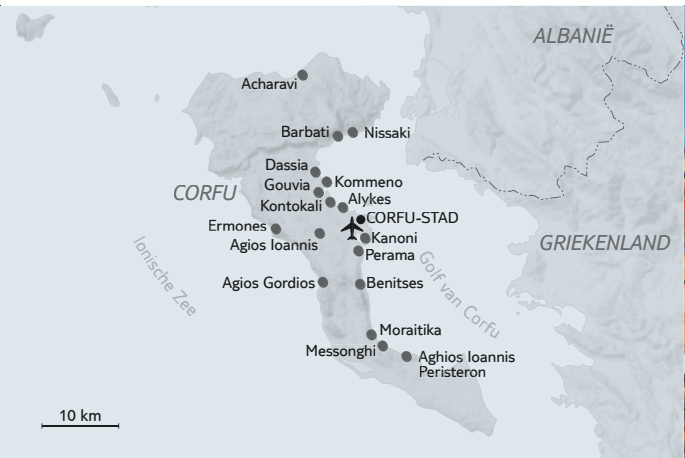 ALBANIË
Acharavi
Barbati
Nissaki
Dassia
Gouvia
Kommeno
CORFU
Kontokali
Alykes
CORFU-STAD
Ermones
Kanoni
Agios Ioannis
GRIEKENLAND
Perama
Ionische Zee
Golf van Corfu
Agios Gordios
Benitses
Moraitika
Messonghi
Aghios Ioannis
Peristeron
10 km